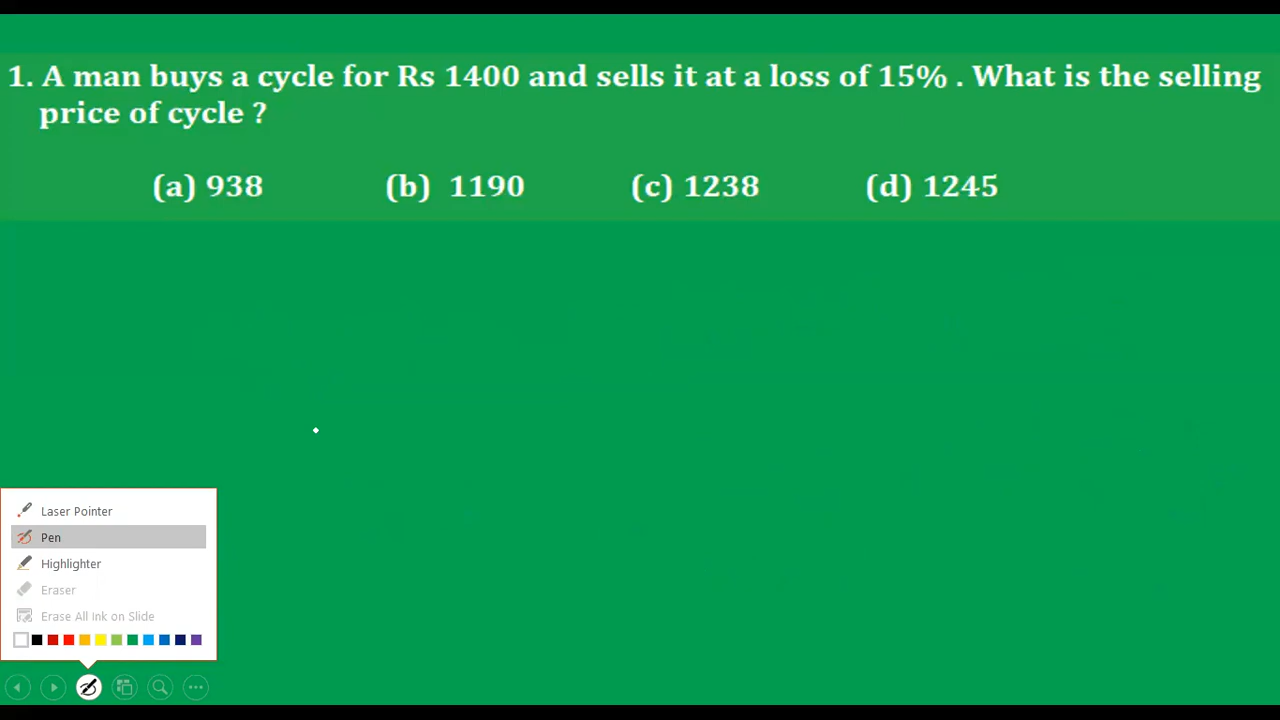 1. A man buys a cycle for Rs 1400 and sells it at a loss of 15% . What is the selling
price of cycle ?
(a) 938 (b) 1190 (c) 1238 (d) 1245
Laser Pointer
Pen
Highlighter
Eraser
Erase All Ink on Slide